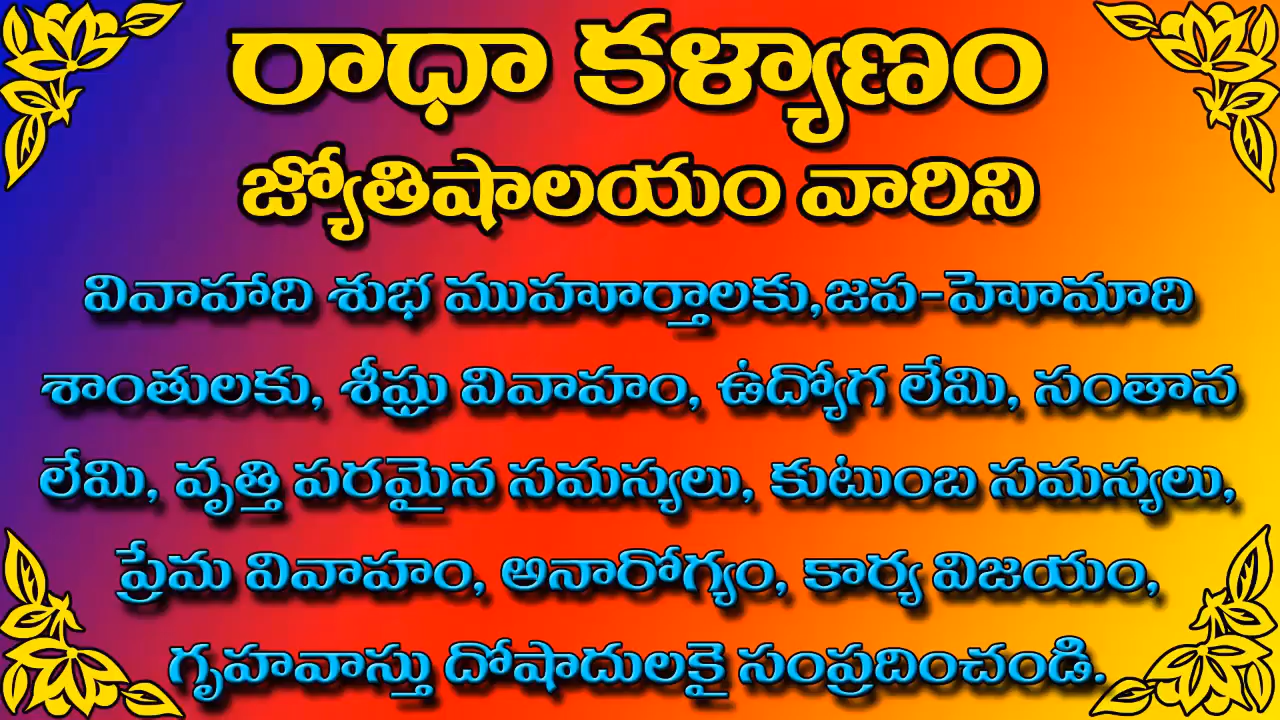 రాధా కళ్యాణం
జ్యోతిషాలయం వారిని
వివాహాది శుభ ముహూర్తాలకు,జప-హోమాది
శాంతులకు, శీఘ్ర వివాహం, ఉద్యోగ లేమి, సంతాన
లేమి, వృత్తి పరమైన సమస్యలు, కుటుంబ సమస్యలు,
ప్రేమ వివాహం, అనారోగ్యం, కార్య విజయం,
గృహవాస్తు దోషాదులకై సంప్రదించండి.